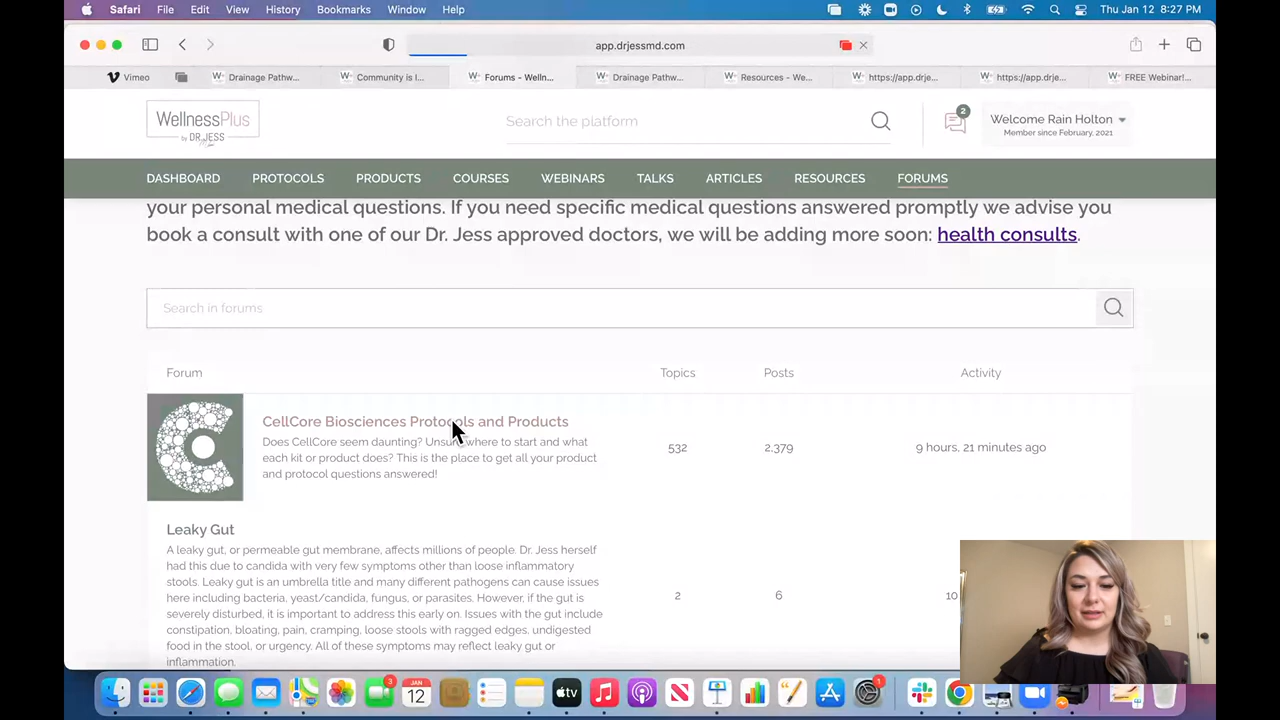 Safari File Edit View History Bookmarks Window Help Thu Jan 12 8:27 PM
app.drjessmd.com
Vimeo Drainage Pathw... Community is I... Forums - Welln... Drainage Pathw... Resources - We... https://app.drje... https://app.drje... FREE Webinar!...
WellnessPlus
by DR. JESS
Search the platform
2
Welcome Rain Holton
Member since February, 2021
DASHBOARD PROTOCOLS PRODUCTS COURSES WEBINARS TALKS ARTICLES RESOURCES FORUMS
your personal medical questions. If you need specific medical questions answered promptly we advise you
book a consult with one of our Dr. Jess approved doctors, we will be adding more soon: health consults.
Search in forums
Forum Topics Posts Activity
CellCore Biosciences Protocols and Products
Does CellCore seem daunting? Unsure where to start and what
each kit or product does? This is the place to get all your product
and protocol questions answered!
532 2,379 9 hours, 21 minutes ago
Leaky Gut
A leaky gut, or permeable gut membrane, affects millions of people. Dr. Jess herself
had this due to candida with very few symptoms other than loose inflammatory
stools. Leaky gut is an umbrella title and many different pathogens can cause issues
here including bacteria, yeast/candida, fungus, or parasites. However, if the gut is
severely disturbed, it is important to address this early on. Issues with the gut include
constipation, bloating, pain, cramping, loose stools with ragged edges, undigested
food in the stool, or urgency. All of these symptoms may reflect leaky gut or
inflammation.
2 6 10
3
JAN
12
tv
1